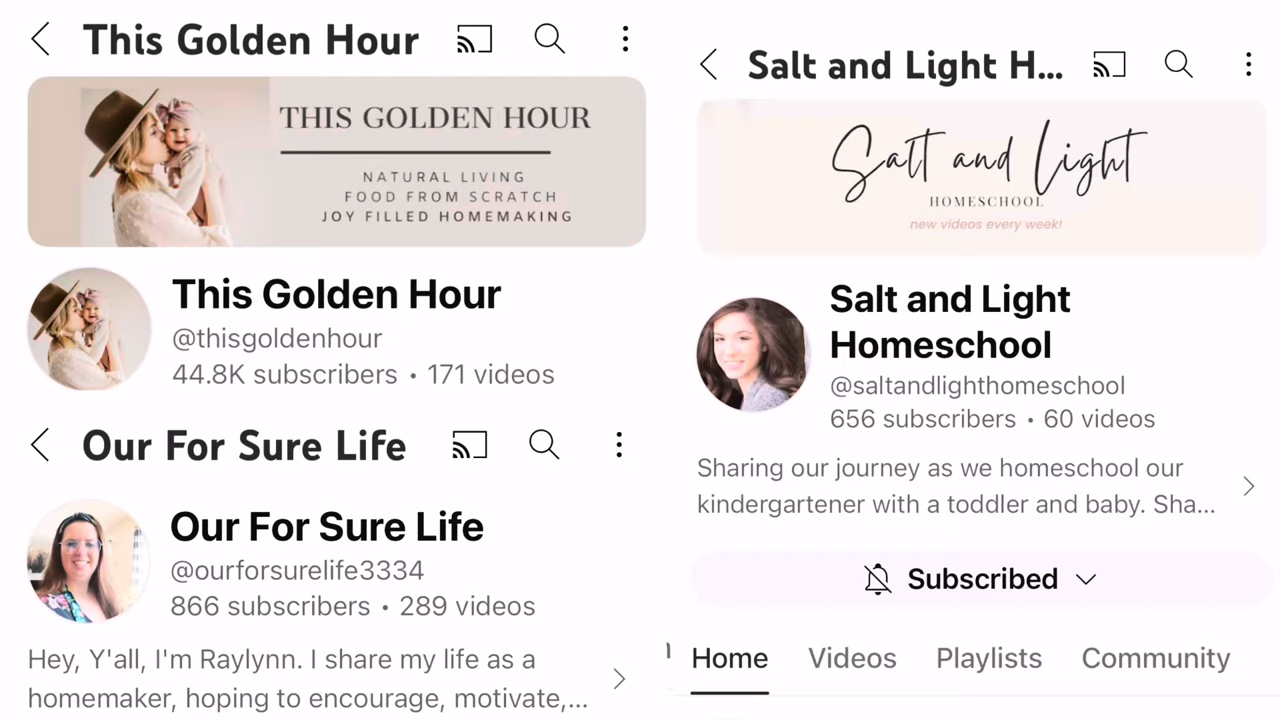 This Golden Hour
THIS GOLDEN HOUR
NATURAL LIVING
FOOD FROM SCRATCH
JOY FILLED HOMEMAKING
This Golden Hour
@thisgoldenhour
44.8K subscribers • 171 videos
Our For Sure Life
Our For Sure Life
@ourforsurelife3334
866 subscribers • 289 videos
Hey, Y'all, I'm Raylynn. I share my life as a
homemaker, hoping to encourage, motivate,...
Salt and Light H...
Salt and Light
HOMESCHOOL
new videos every week!
Salt and Light
Homeschool
@saltandlighthomeschool
656 subscribers • 60 videos
Sharing our journey as we homeschool our
kindergartener with a toddler and baby. Sha...
Subscribed
Home Videos Playlists Community